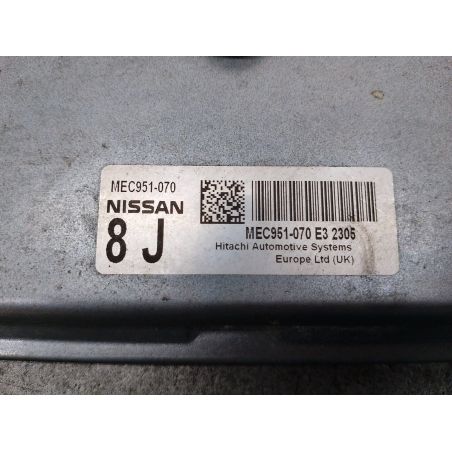 MEC951-070
NISSAN
8 J
MEC951-070 E3 2306
Hitachi Automotive Systems
Europe Ltd (UK)